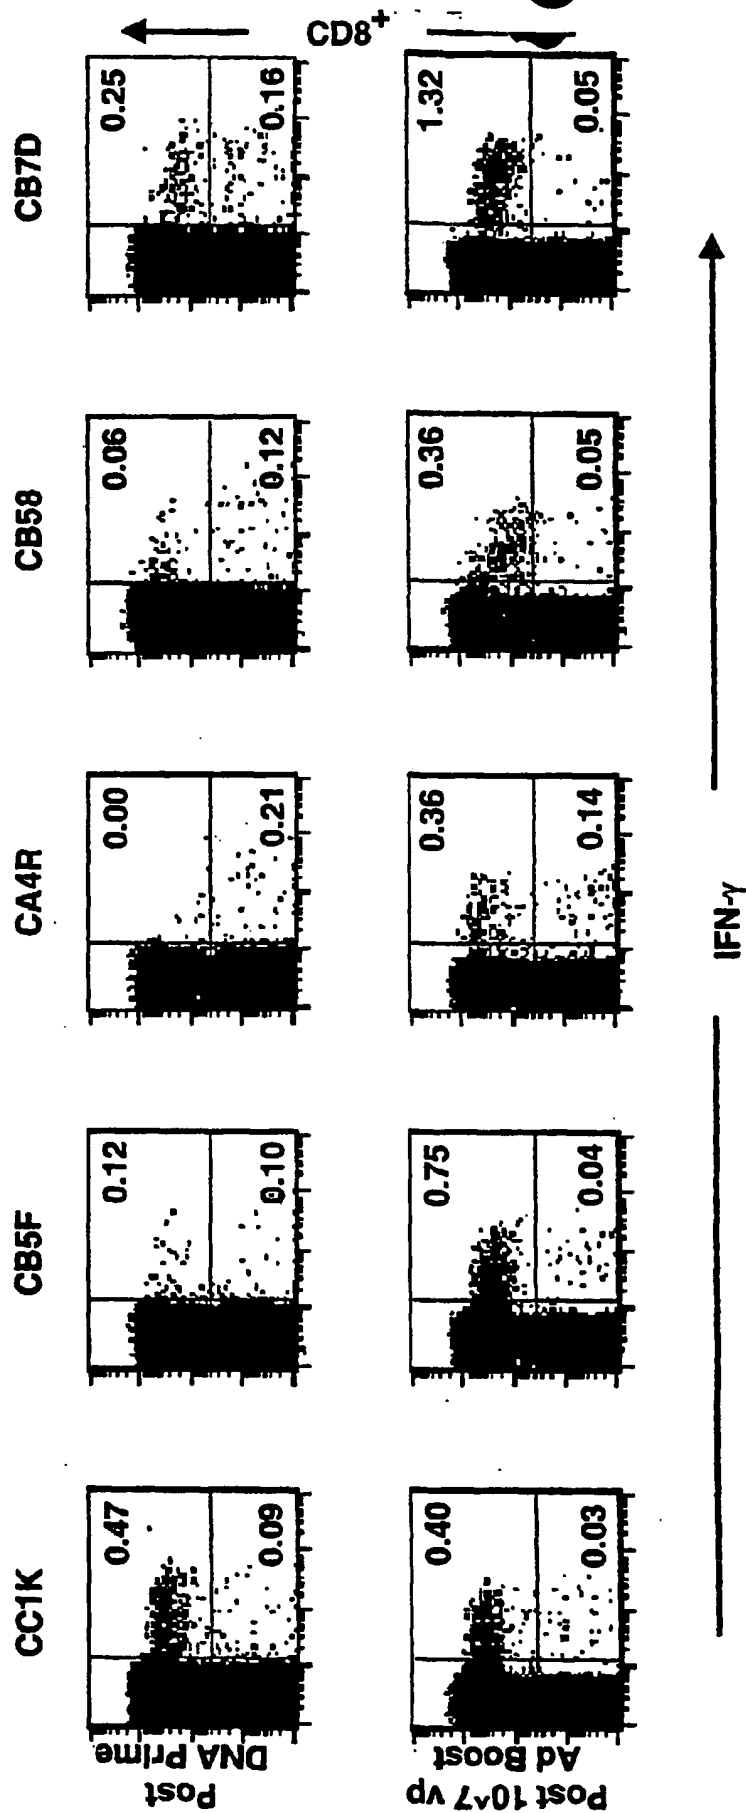 CC1K
CB5F
CA4R
CB58
CB7D
Post
DNA Prime
0.47
0.09
0.12
0.10
0.00
0.21
0.06
0.12
0.25
0.16
CD8+
Post 10^7 vp
Ad Boost
0.40
0.03
0.75
0.04
0.36
0.14
0.36
0.05
1.32
0.05
IFN-γ